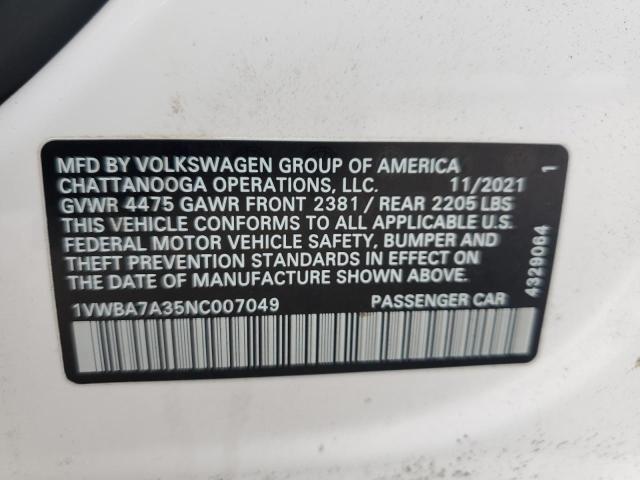 MFD BY VOLKSWAGEN GROUP OF AMERICA
CHATTANOOGA OPERATIONS, LLC. 11/2021
GVWR 4475 GAWR FRONT 2381 / REAR 2205 LBS
THIS VEHICLE CONFORMS TO ALL APPLICABLE U.S.
FEDERAL MOTOR VEHICLE SAFETY, BUMPER AND
THEFT PREVENTION STANDARDS IN EFFECT ON
THE DATE OF MANUFACTURE SHOWN ABOVE.
1VWBA7A35NC007049 PASSENGER CAR
4329064 1